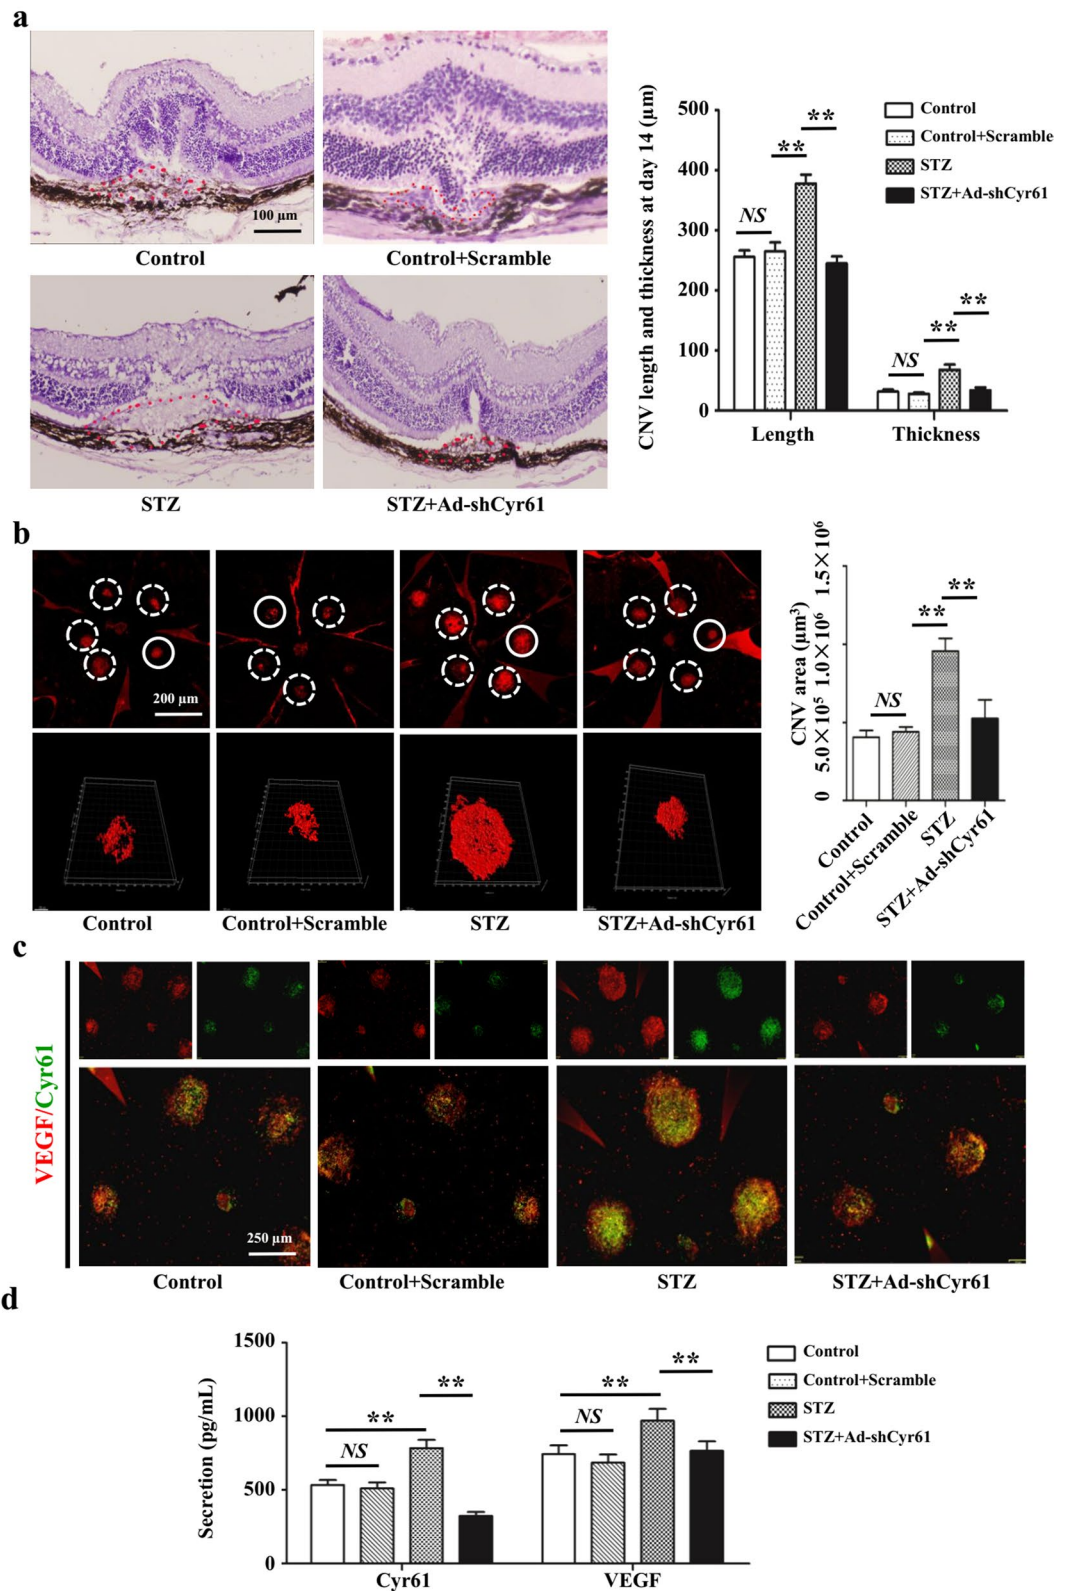 a
100 µm
Control
Control+Scramble
STZ
STZ+Ad-shCyr61
CNV length and thickness at day 14 (µm)
500
400
300
200
100
0
NS
**
**
NS
**
**
Length
Thickness
Control
Control+Scramble
STZ
STZ+Ad-shCyr61
b
200 µm
Control
Control+Scramble
STZ
STZ+Ad-shCyr61
CNV area (µm³)
1.5×10⁶
1.0×10⁶
5.0×10⁵
0
NS
**
**
Control
Control+Scramble
STZ
STZ+Ad-shCyr61
c
VEGF/Cyr61
250 µm
Control
Control+Scramble
STZ
STZ+Ad-shCyr61
d
Secretion (pg/mL)
1500
1000
500
0
NS
**
**
NS
**
**
Cyr61
VEGF
Control
Control+Scramble
STZ
STZ+Ad-shCyr61